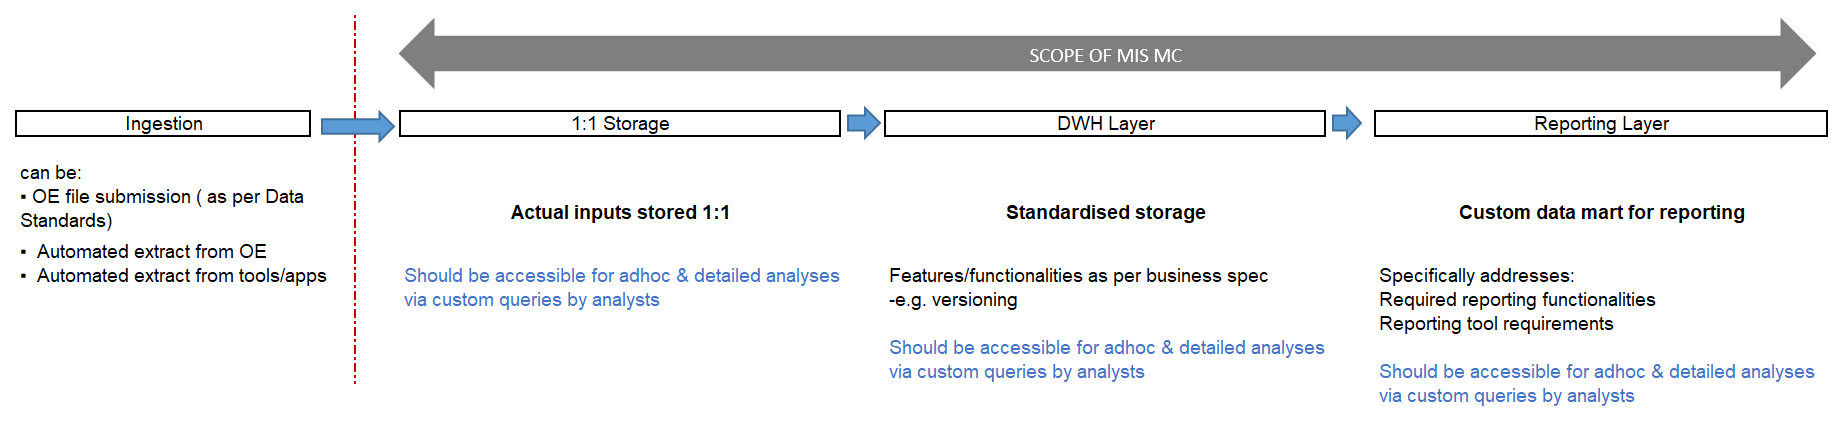 SCOPE OF MIS MC
Ingestion
1:1 Storage
DWH Layer
Reporting Layer
can be:
▪ OE file submission ( as per Data
Standards)
▪ Automated extract from OE
▪ Automated extract from tools/apps
Actual inputs stored 1:1
Should be accessible for adhoc & detailed analyses
via custom queries by analysts
Standardised storage
Features/functionalities as per business spec
-e.g. versioning
Should be accessible for adhoc & detailed analyses
via custom queries by analysts
Custom data mart for reporting
Specifically addresses:
Required reporting functionalities
Reporting tool requirements
Should be accessible for adhoc & detailed analyses
via custom queries by analysts